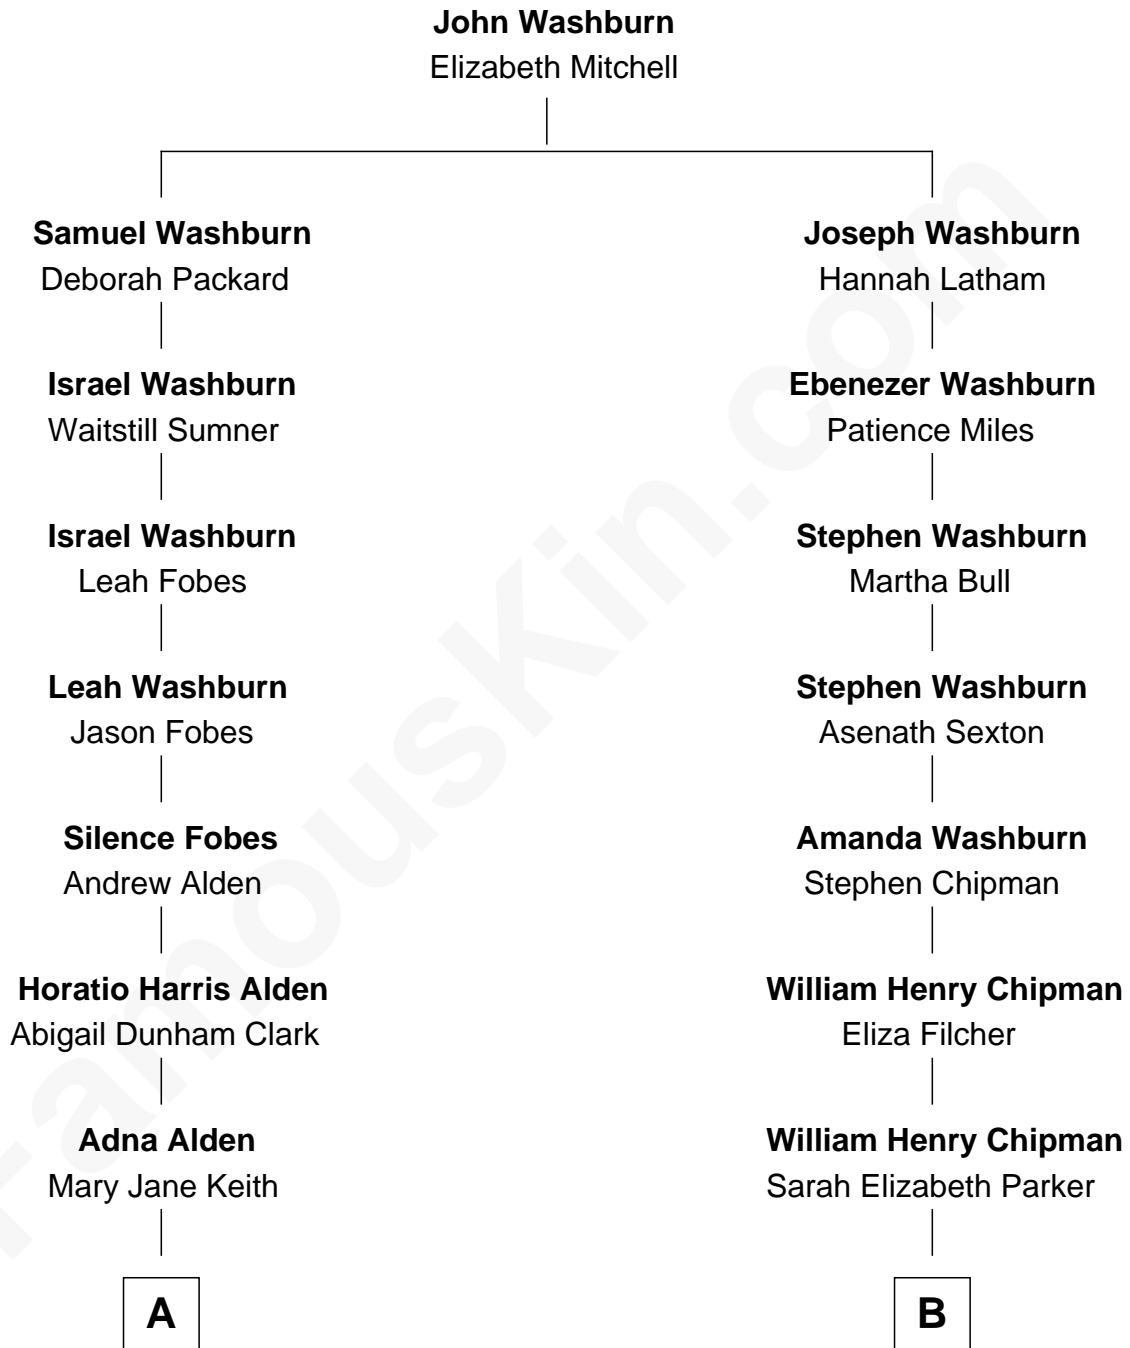 John Washburn
Elizabeth Mitchell
Samuel Washburn
Deborah Packard
Joseph Washburn
Hannah Latham
Israel Washburn
Waitstill Sumner
Ebenezer Washburn
Patience Miles
Israel Washburn
Leah Fobes
Stephen Washburn
Martha Bull
Leah Washburn
Jason Fobes
Stephen Washburn
Asenath Sexton
Silence Fobes
Andrew Alden
Amanda Washburn
Stephen Chipman
Horatio Harris Alden
Abigail Dunham Clark
William Henry Chipman
Eliza Filcher
Adna Alden
Mary Jane Keith
William Henry Chipman
Sarah Elizabeth Parker
A
B
FamousKin.com